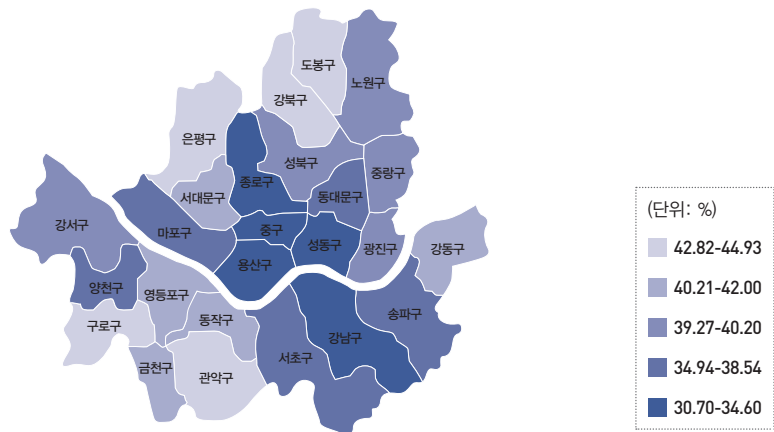 도봉구
노원구
강북구
은평구
성북구
중랑구
종로구
서대문구
동대문구
강서구
마포구
중구
성동구
광진구
강동구
용산구
양천구
영등포구
송파구
구로구
동작구
강남구
서초구
금천구
관악구
(단위: %)
42.82-44.93
40.21-42.00
39.27-40.20
34.94-38.54
30.70-34.60